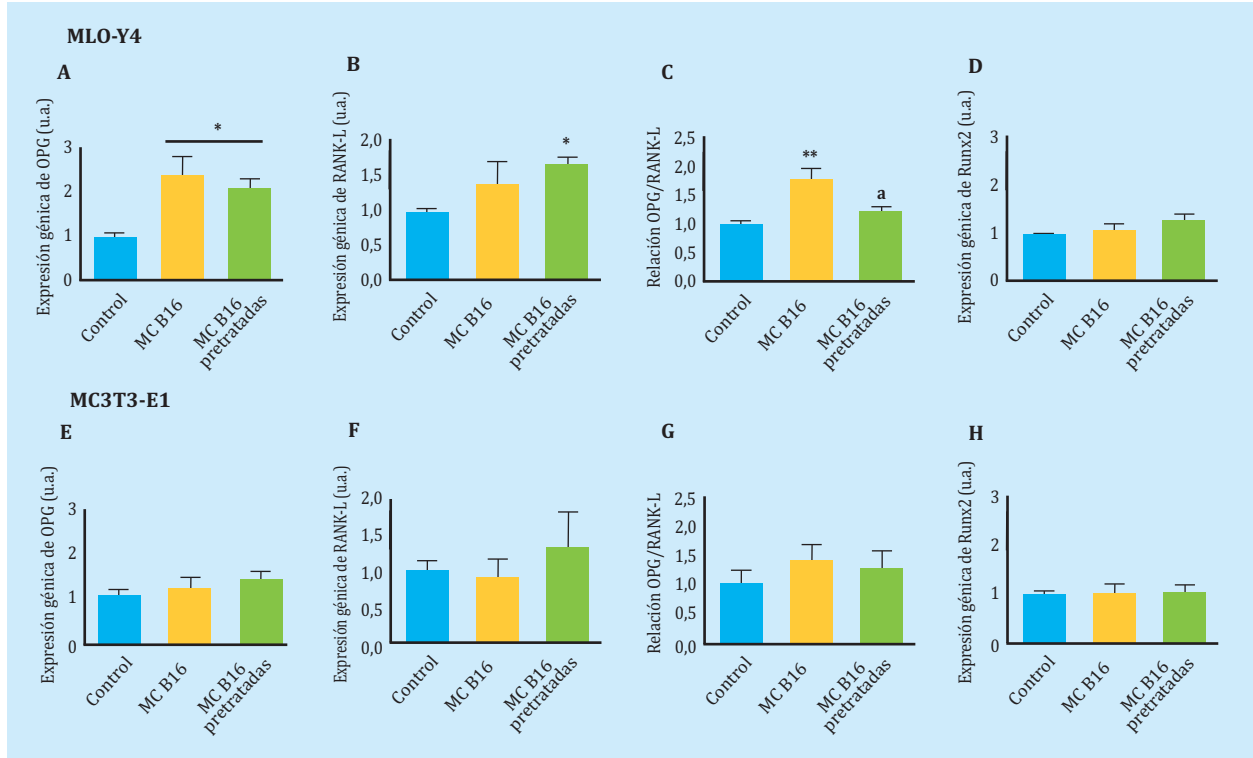 MLO-Y4
A
Expresión génica de OPG (u.a.)
3
2
1
0
*
Control
MC B16
MC B16
pretratadas
B
Expresión génica de RANK-L (u.a.)
2,0
1,5
1,0
0,5
0,0
*
Control
MC B16
MC B16
pretratadas
C
Relación OPG/RANK-L
2,5
2,0
1,5
1,0
0,5
0,0
**
a
Control
MC B16
MC B16
pretratadas
D
Expresión génica de Runx2 (u.a.)
3
2
1
0
Control
MC B16
MC B16
pretratadas
MC3T3-E1
E
Expresión génica de OPG (u.a.)
3
2
1
0
Control
MC B16
MC B16
pretratadas
F
Expresión génica de RANK-L (u.a.)
2,0
1,5
1,0
0,5
0,0
Control
MC B16
MC B16
pretratadas
G
Relación OPG/RANK-L
2,5
2,0
1,5
1,0
0,5
0,0
Control
MC B16
MC B16
pretratadas
H
Expresión génica de Runx2 (u.a.)
3
2
1
0
Control
MC B16
MC B16
pretratadas